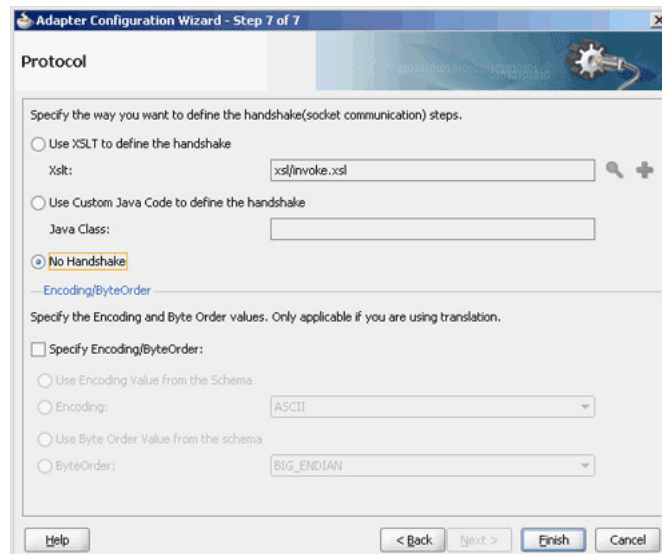 Adapter Configuration Wizard - Step 7 of 7
Protocol
Specify the way you want to define the handshake(socket communication) steps.
Use XSLT to define the handshake
Xslt: xsl/invoke.xsl
Use Custom Java Code to define the handshake
Java Class:
No Handshake
Encoding/ByteOrder
Specify the Encoding and Byte Order values. Only applicable if you are using translation.
Specify Encoding/ByteOrder:
Use Encoding Value from the Schema
Encoding: ASCII
Use Byte Order Value from the schema
ByteOrder: BIG_ENDIAN
Help < Back Next > Finish Cancel